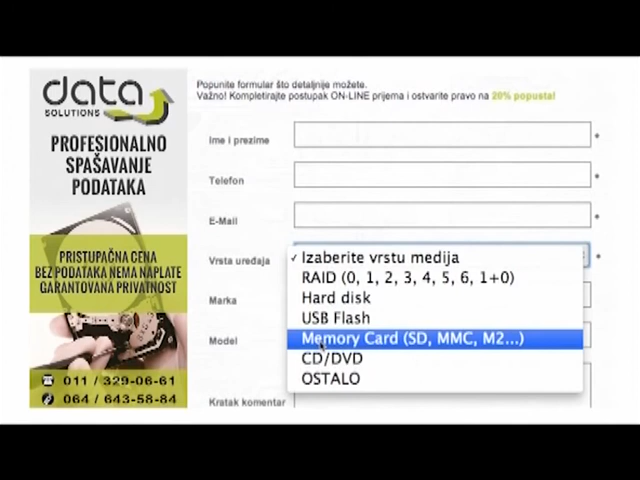 data
SOLUTIONS
PROFESIONALNO
SPAŠAVANJE
PODATAKA
PRISTUPAČNA CENA
BEZ PODATAKA NEMA NAPLATE
GARANTOVANA PRIVATNOST
011 / 329-06-61
064 / 643-58-84
Popunite formular što detaljnije možete.
Važno! Kompletirajte postupak ON-LINE prijema i ostvarite pravo na 20% popusta!
Ime i prezime *
Telefon *
E-Mail *
Vrsta uređaja *
✓ Izaberite vrstu medija
RAID (0, 1, 2, 3, 4, 5, 6, 1+0)
Hard disk
USB Flash
Memory Card (SD, MMC, M2...)
CD/DVD
OSTALO
Marka *
Model *
Kratak komentar